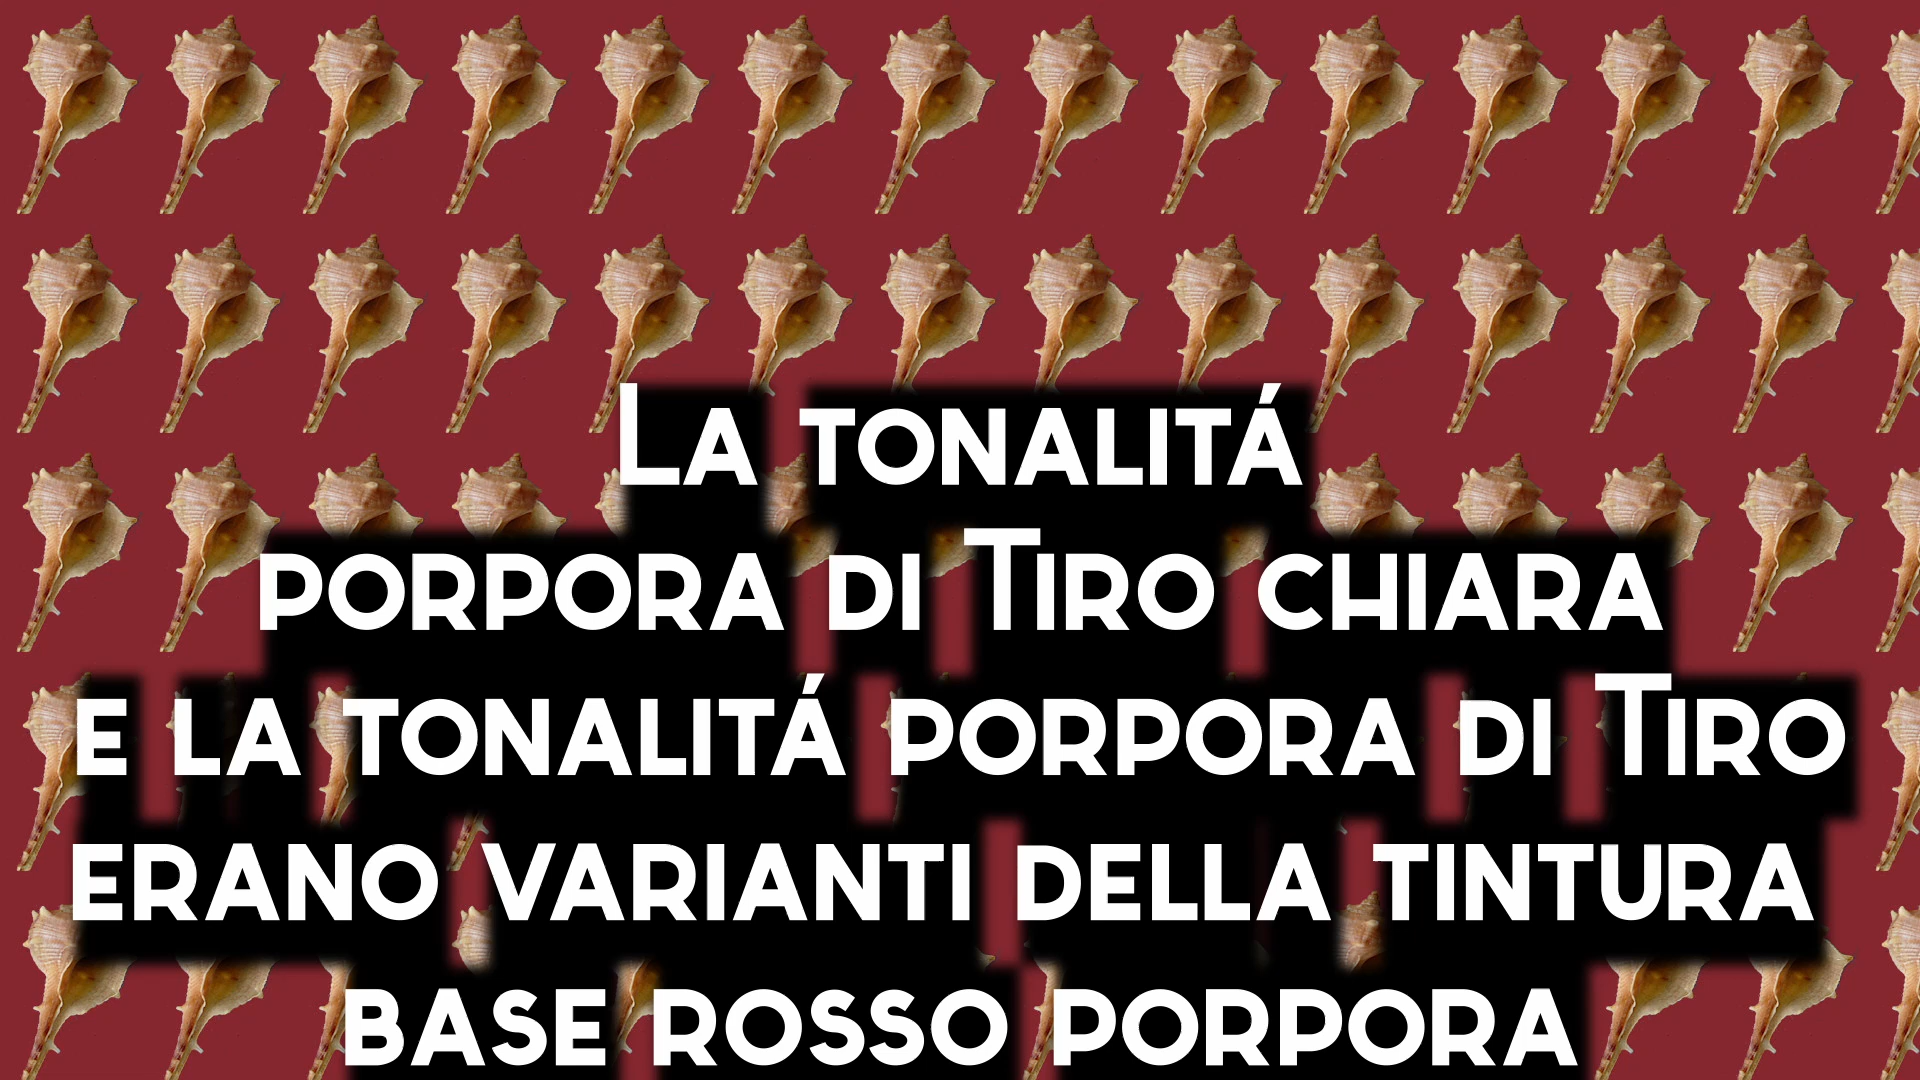 La tonalitá
porpora di Tiro chiara
e la tonalitá porpora di Tiro
erano varianti della tintura
base rosso porpora